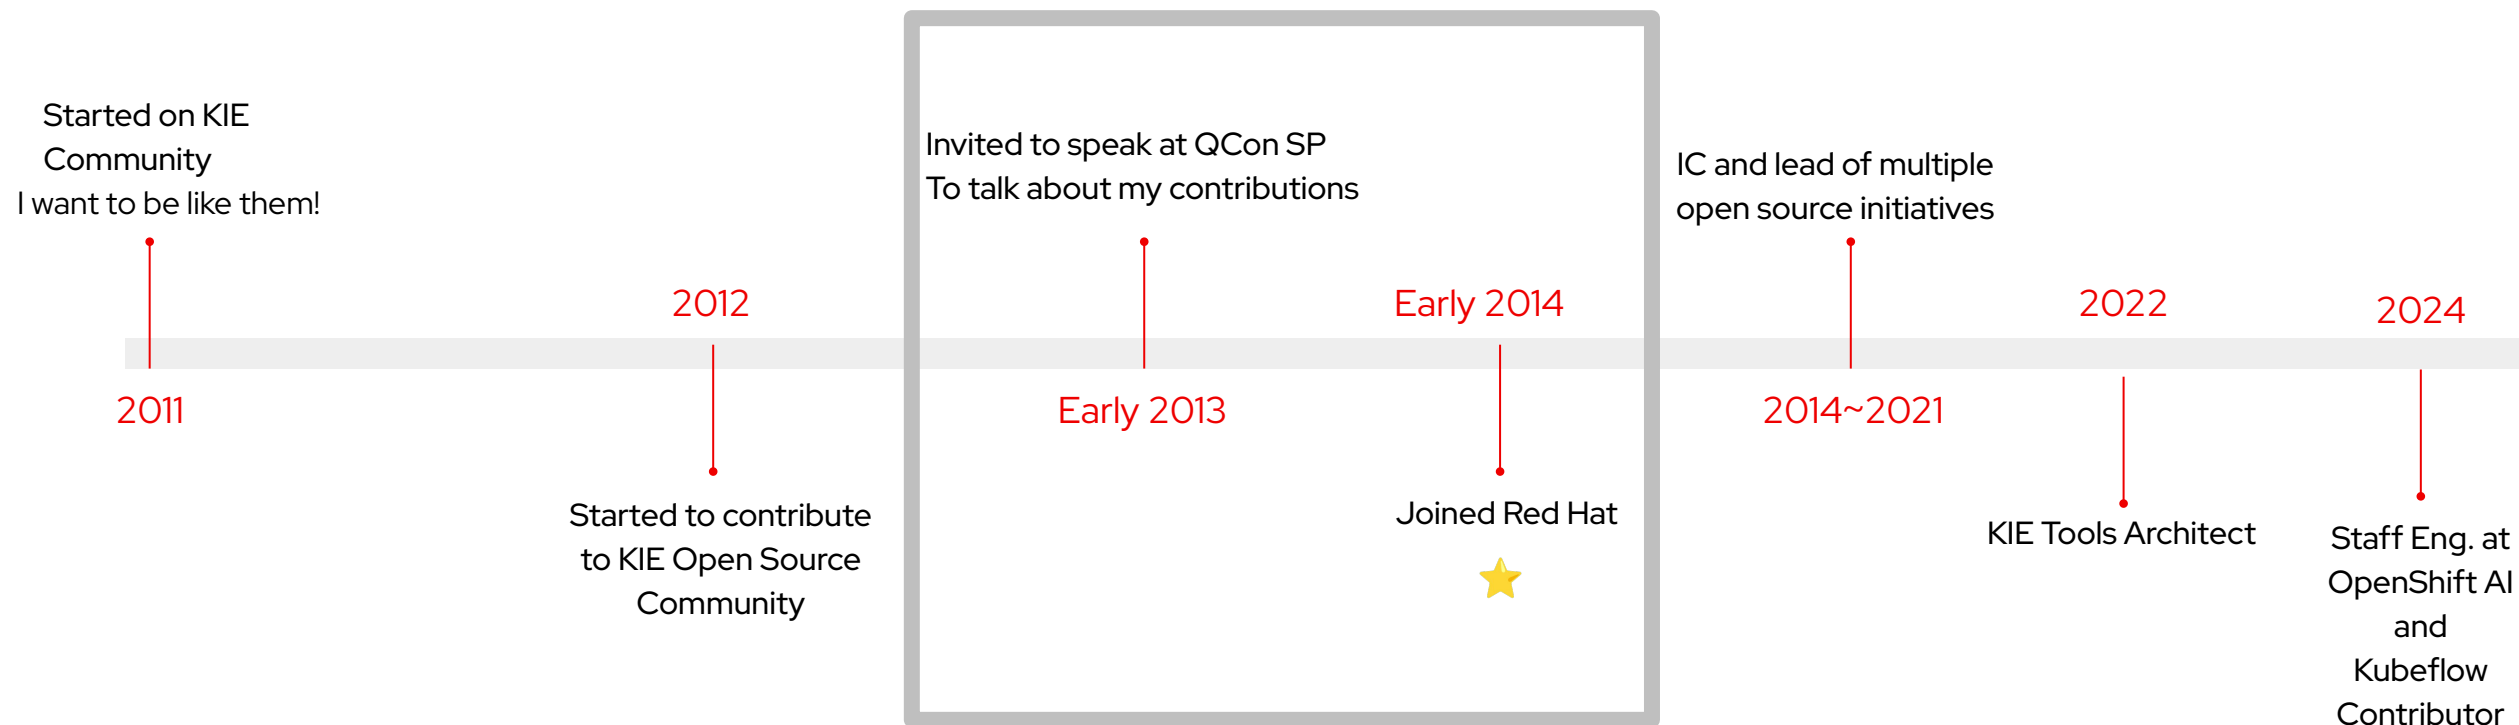 Started on KIE
Community
I want to be like them!
2011
2012
Started to contribute
to KIE Open Source
Community
Invited to speak at QCon SP
To talk about my contributions
Early 2013
Early 2014
Joined Red Hat
IC and lead of multiple
open source initiatives
2014~2021
2022
KIE Tools Architect
2024
Staff Eng. at
OpenShift AI
and
Kubeflow
Contributor